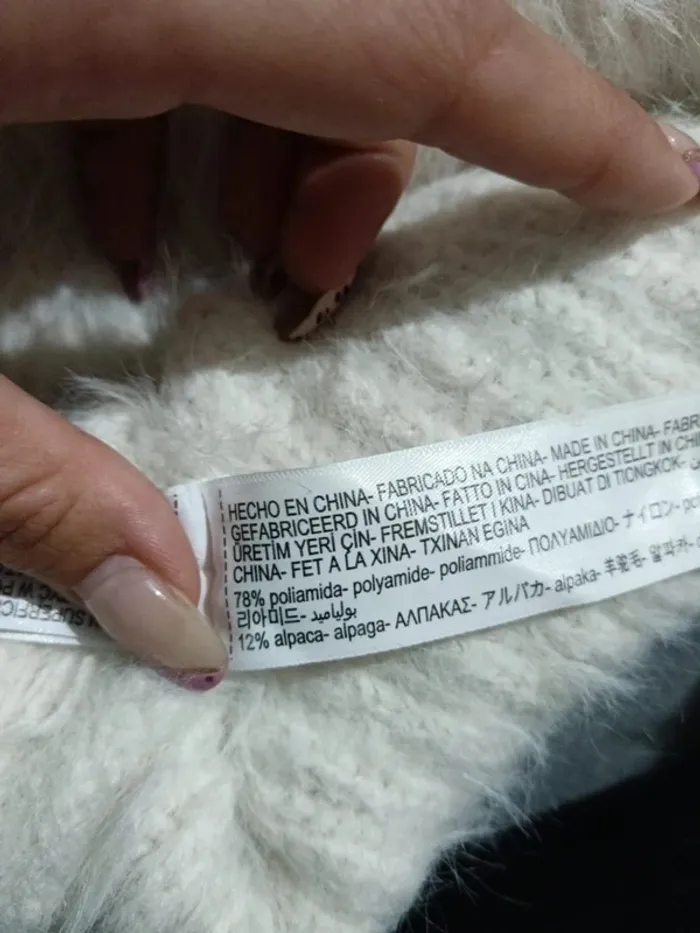 HECHO EN CHINA- FABRICADO NA CHINA- MADE IN CHINA- FABR
GEFABRICEERD IN CHINA- FATTO IN CINA- HERGESTELLT IN CH
ÜRETİM YERİ ÇİN- FREMSTILLET I KINA- DIBUAT DI TIONGKOK-
CHINA- FET A LA XINA- TXINAN EGINA
78% poliamida- polyamide- poliammide- ΠΟΛΥΑΜΙΔΙΟ- ナイロン- p
리아미드- بولياميد
12% alpaca- alpaga- ΑΛΠΑΚΑΣ- アルパカ- alpaka- 羊驼毛- 알파카-
SUPERFIC